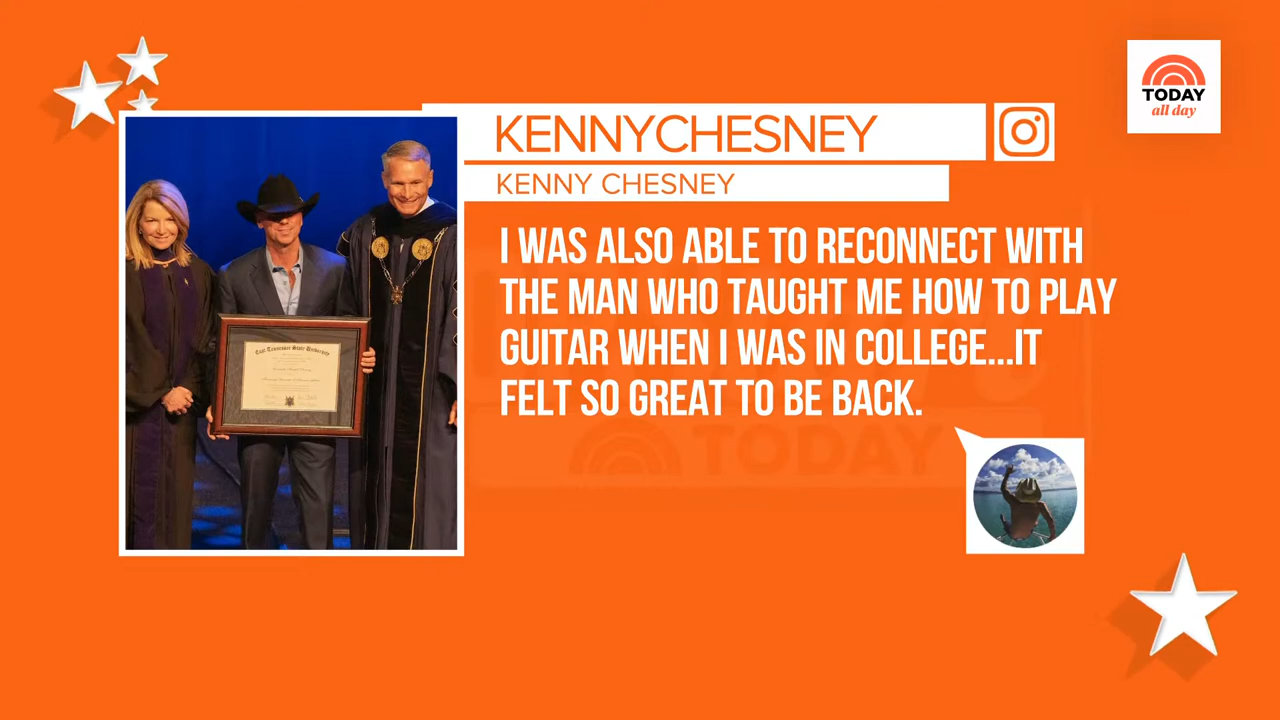 TODAY
all day
KENNYCHESNEY
KENNY CHESNEY
I WAS ALSO ABLE TO RECONNECT WITH
THE MAN WHO TAUGHT ME HOW TO PLAY
GUITAR WHEN I WAS IN COLLEGE...IT
FELT SO GREAT TO BE BACK.
East Tennessee State University
TODAY